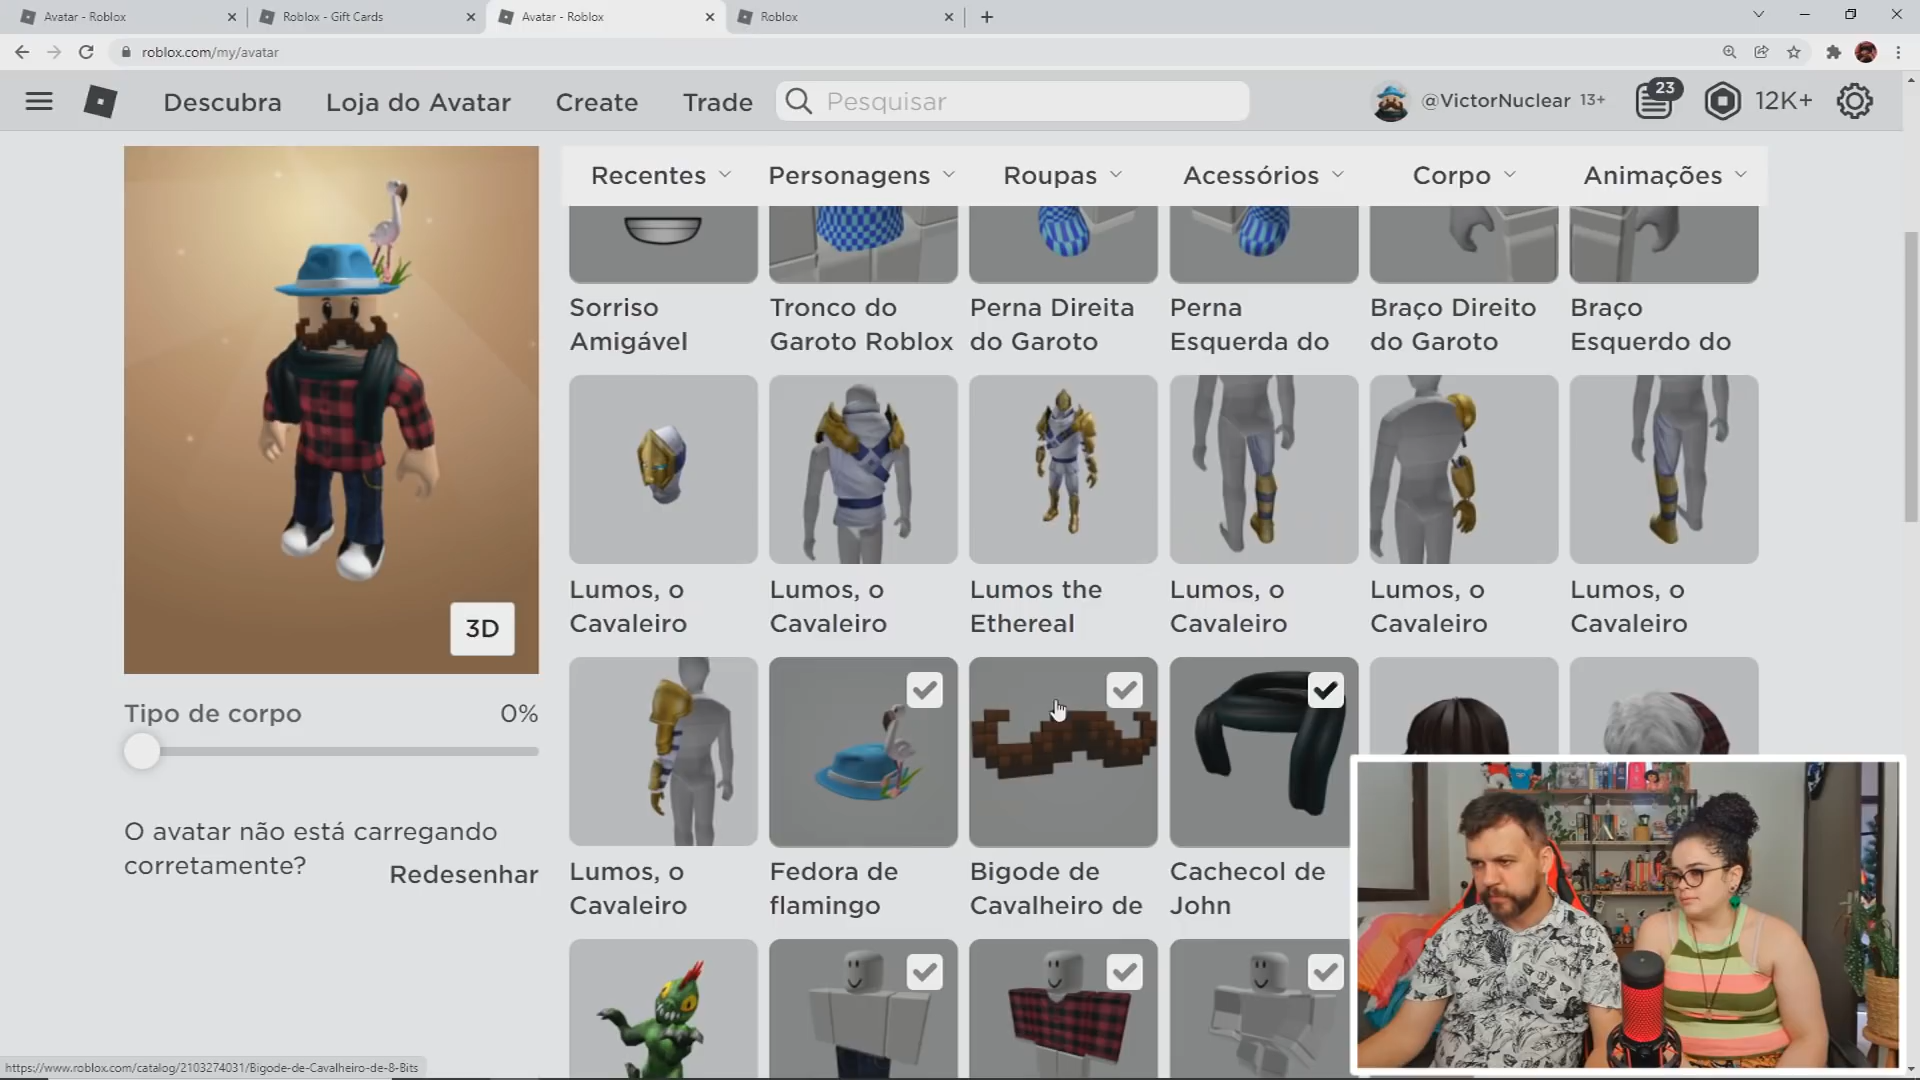 Avatar - Roblox
Roblox - Gift Cards
Avatar - Roblox
Roblox
roblox.com/my/avatar
Descubra
Loja do Avatar
Create
Trade
Pesquisar
@VictorNuclear 13+
23
12K+
Recentes
Personagens
Roupas
Acessórios
Corpo
Animações
Sorriso
Amigável
Tronco do
Garoto Roblox
Perna Direita
do Garoto
Perna
Esquerda do
Braço Direito
do Garoto
Braço
Esquerdo do
Lumos, o
Cavaleiro
Lumos, o
Cavaleiro
Lumos the
Ethereal
Lumos, o
Cavaleiro
Lumos, o
Cavaleiro
Lumos, o
Cavaleiro
3D
Tipo de corpo
0%
O avatar não está carregando
corretamente?
Redesenhar
Lumos, o
Cavaleiro
Fedora de
flamingo
Bigode de
Cavalheiro de
Cachecol de
John
https://www.roblox.com/catalog/2103274031/Bigode-de-Cavalheiro-de-8-Bits